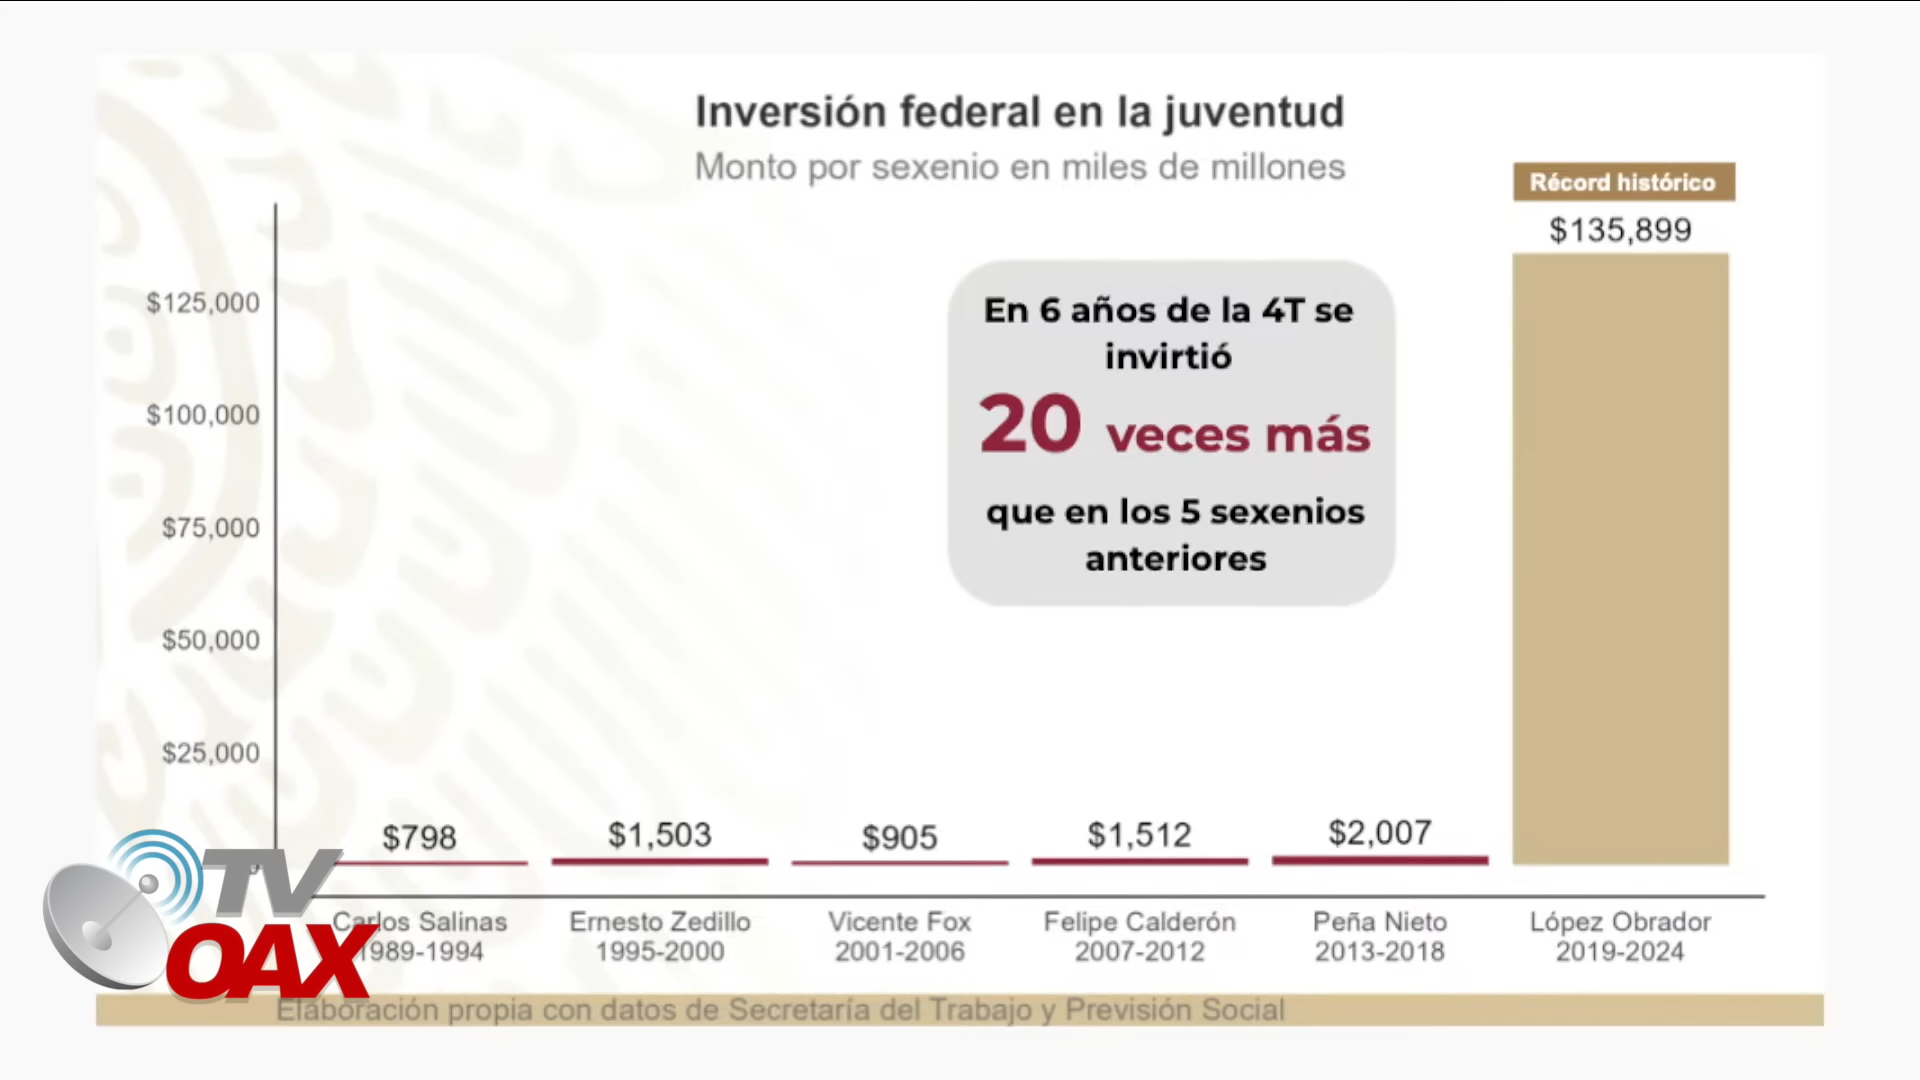 Inversión federal en la juventud
Monto por sexenio en miles de millones
Récord histórico
$135,899
En 6 años de la 4T se
invirtió
20 veces más
que en los 5 sexenios
anteriores
$125,000
$100,000
$75,000
$50,000
$25,000
0
$798
$1,503
$905
$1,512
$2,007
Carlos Salinas
1989-1994
Ernesto Zedillo
1995-2000
Vicente Fox
2001-2006
Felipe Calderón
2007-2012
Peña Nieto
2013-2018
López Obrador
2019-2024
TV
OAX
Elaboración propia con datos de Secretaría del Trabajo y Previsión Social